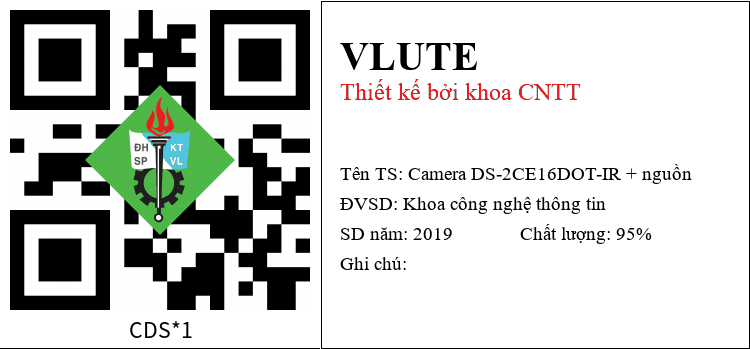 ĐH KT
SP VL
CDS*1
VLUTE
Thiết kế bởi khoa CNTT
Tên TS: Camera DS-2CE16DOT-IR + nguồn
ĐVSD: Khoa công nghệ thông tin
SD năm: 2019 Chất lượng: 95%
Ghi chú: